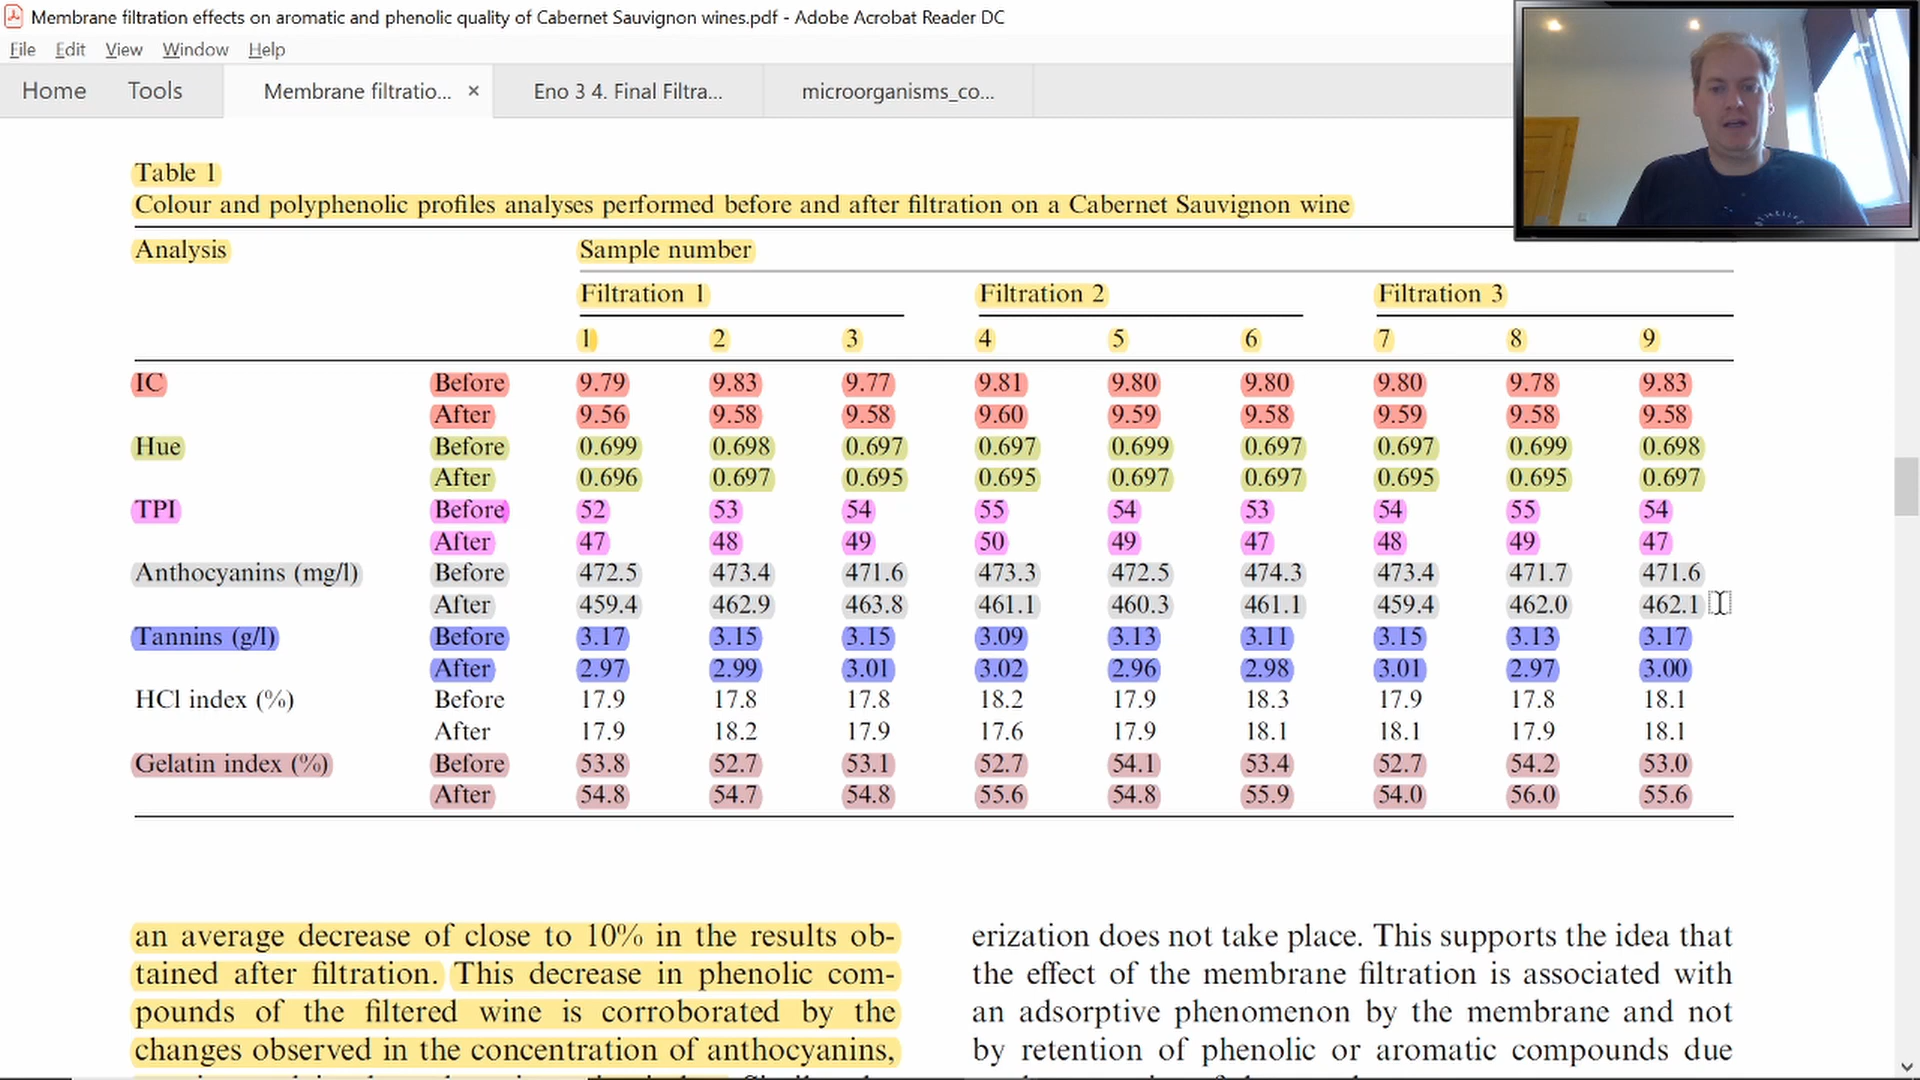 Membrane filtration effects on aromatic and phenolic quality of Cabernet Sauvignon wines.pdf - Adobe Acrobat Reader DC
File Edit View Window Help
Home Tools Membrane filtratio... × Eno 3 4. Final Filtra... microorganisms_co...
Table 1
Colour and polyphenolic profiles analyses performed before and after filtration on a Cabernet Sauvignon wine
Analysis Sample number
Filtration 1 Filtration 2 Filtration 3
1 2 3 4 5 6 7 8 9
IC Before 9.79 9.83 9.77 9.81 9.80 9.80 9.80 9.78 9.83
After 9.56 9.58 9.58 9.60 9.59 9.58 9.59 9.58 9.58
Hue Before 0.699 0.698 0.697 0.697 0.699 0.697 0.697 0.699 0.698
After 0.696 0.697 0.695 0.695 0.697 0.697 0.695 0.695 0.697
TPI Before 52 53 54 55 54 53 54 55 54
After 47 48 49 50 49 47 48 49 47
Anthocyanins (mg/l) Before 472.5 473.4 471.6 473.3 472.5 474.3 473.4 471.7 471.6
After 459.4 462.9 463.8 461.1 460.3 461.1 459.4 462.0 462.1
Tannins (g/l) Before 3.17 3.15 3.15 3.09 3.13 3.11 3.15 3.13 3.17
After 2.97 2.99 3.01 3.02 2.96 2.98 3.01 2.97 3.00
HCl index (%) Before 17.9 17.8 17.8 18.2 17.9 18.3 17.9 17.8 18.1
After 17.9 18.2 17.9 17.6 17.9 18.1 18.1 17.9 18.1
Gelatin index (%) Before 53.8 52.7 53.1 52.7 54.1 53.4 52.7 54.2 53.0
After 54.8 54.7 54.8 55.6 54.8 55.9 54.0 56.0 55.6
an average decrease of close to 10% in the results ob-
tained after filtration. This decrease in phenolic com-
pounds of the filtered wine is corroborated by the
changes observed in the concentration of anthocyanins,
erization does not take place. This supports the idea that
the effect of the membrane filtration is associated with
an adsorptive phenomenon by the membrane and not
by retention of phenolic or aromatic compounds due